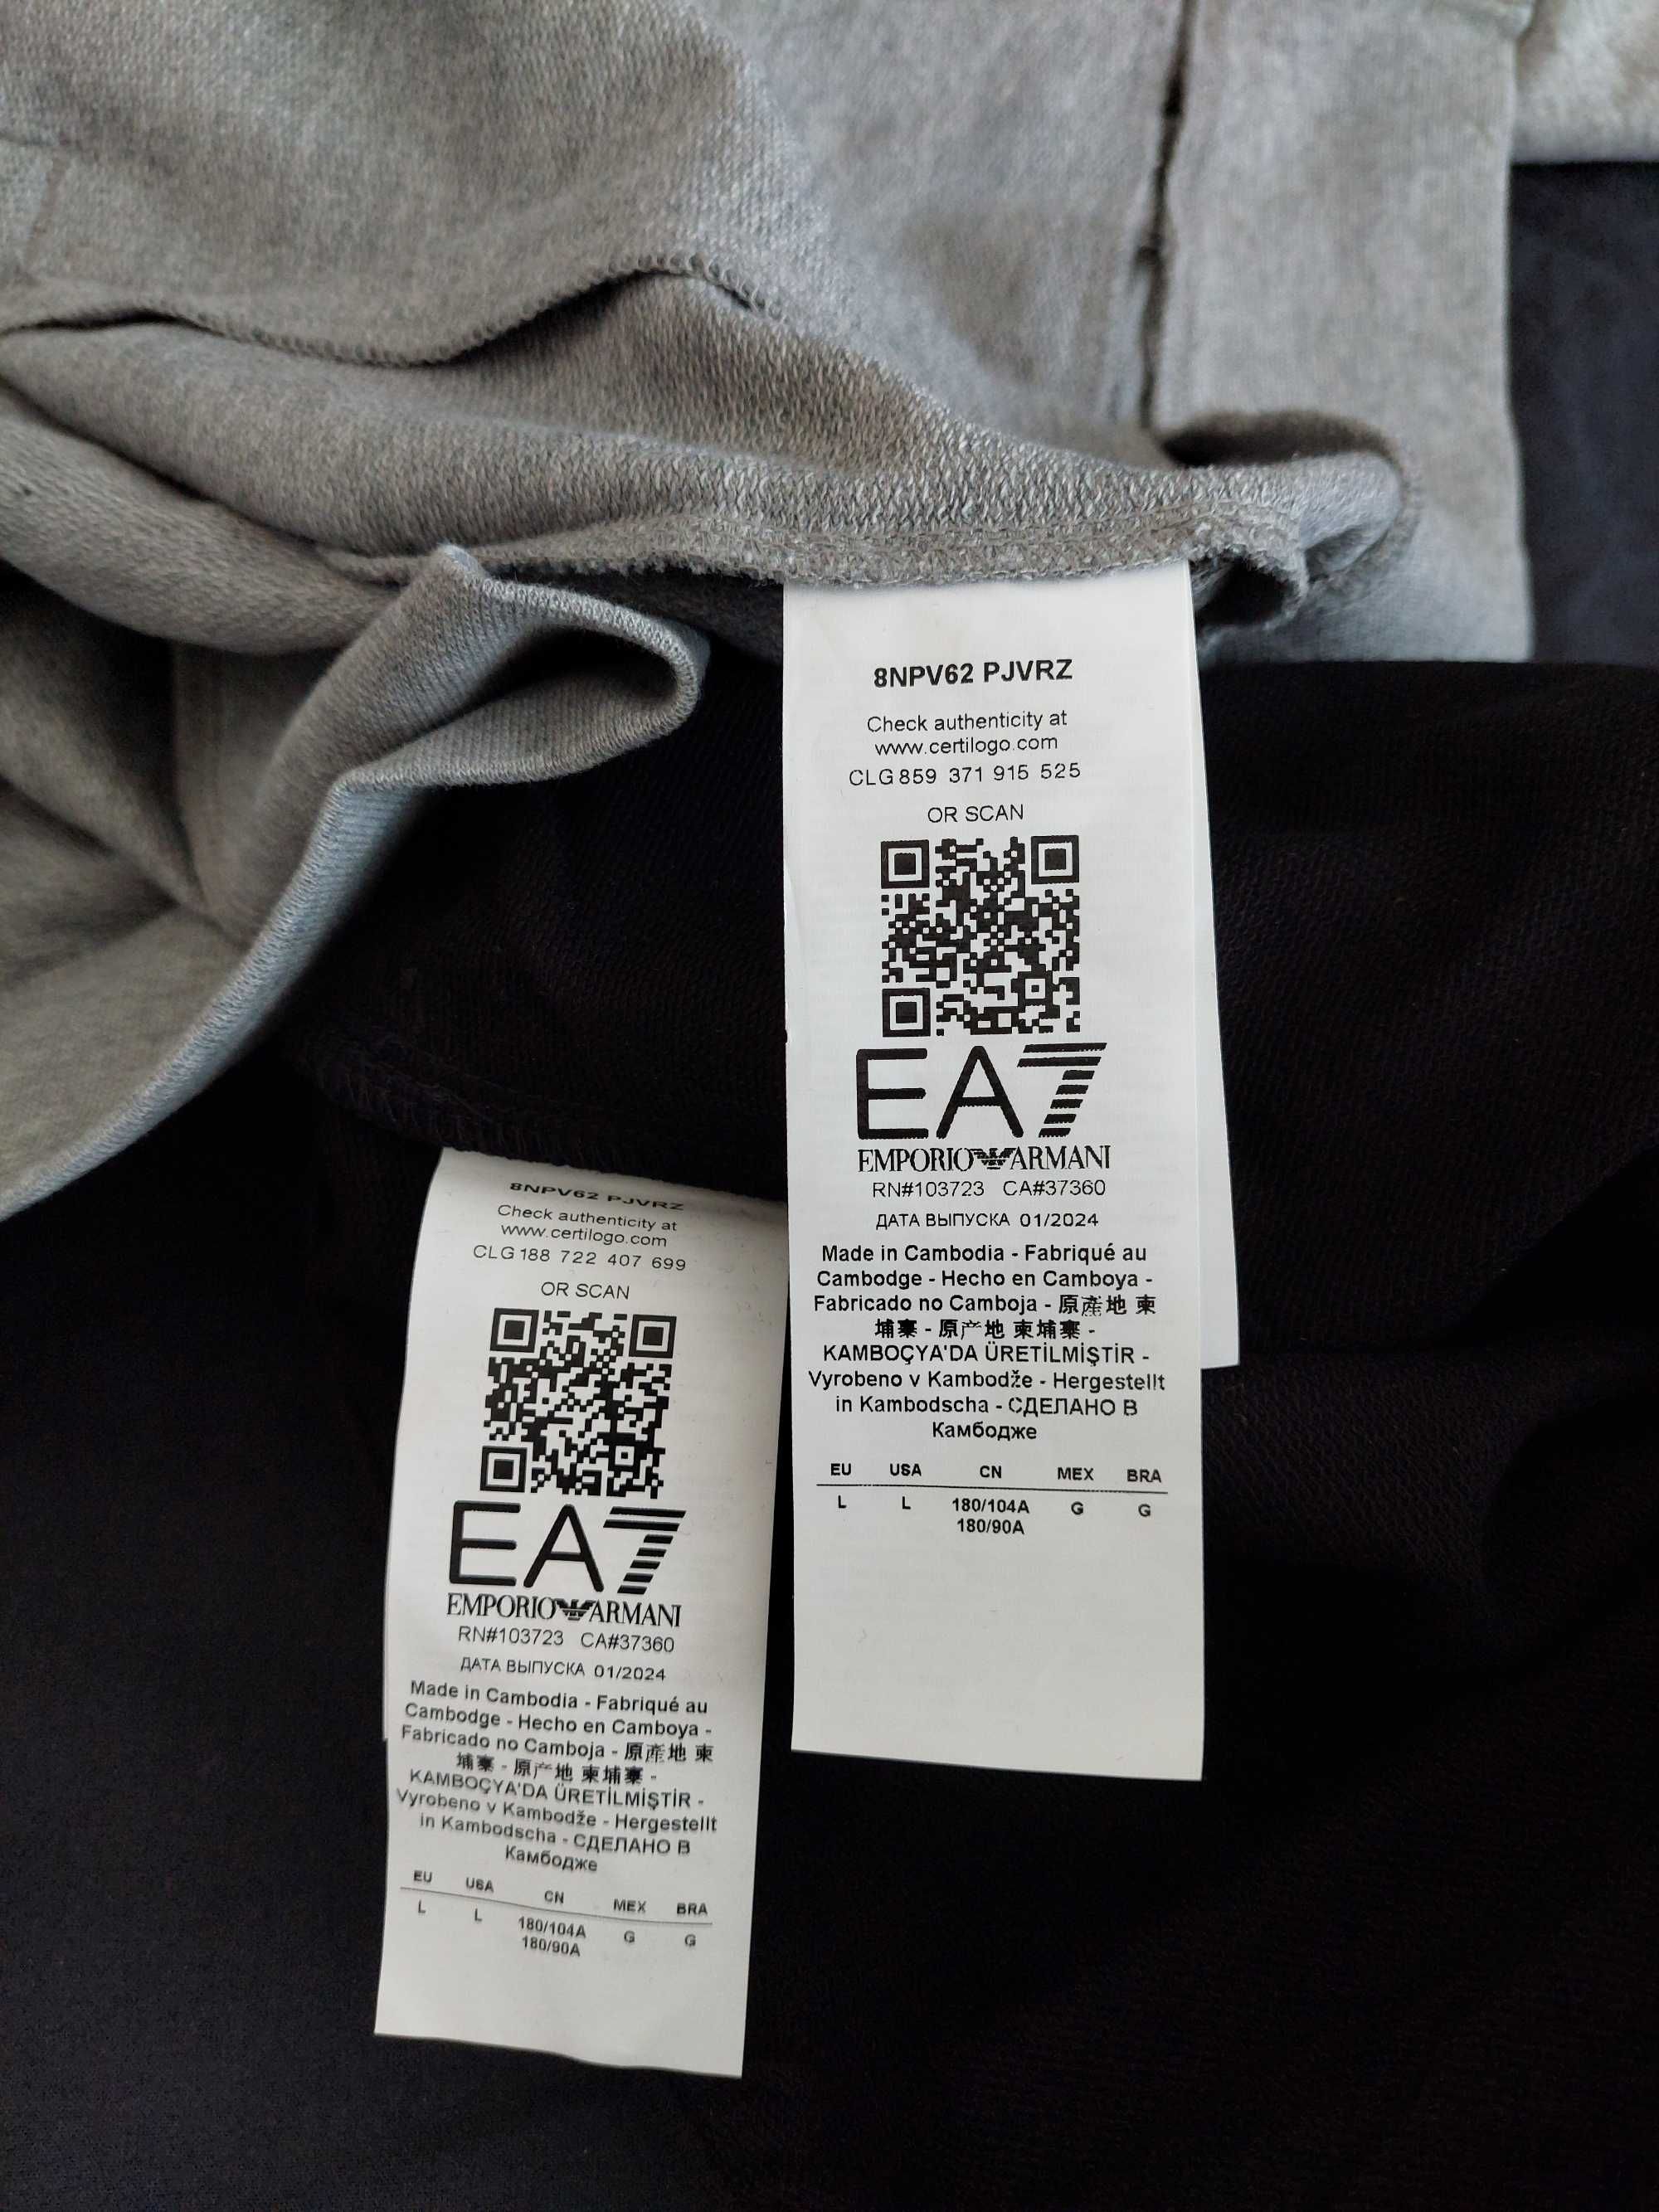 8NPV62 PJVRZ
Check authenticity at
www.certilogo.com
CLG 859 371 915 525
OR SCAN
EA7
EMPORIO ARMANI
RN#103723 CA#37360
ДАТА ВЫПУСКА 01/2024
Made in Cambodia - Fabriqué au
Cambodge - Hecho en Camboya -
Fabricado no Camboja - 原產地 柬
埔寨 - 原产地 柬埔寨 -
KAMBOÇYA'DA ÜRETİLMİŞTİR -
Vyrobeno v Kambodže - Hergestellt
in Kambodscha - СДЕЛАНО В
Камбодже
EU USA CN MEX BRA
L L 180/104A G G
180/90A
8NPV62 PJVRZ
Check authenticity at
www.certilogo.com
CLG 188 722 407 699
OR SCAN
EA7
EMPORIO ARMANI
RN#103723 CA#37360
ДАТА ВЫПУСКА 01/2024
Made in Cambodia - Fabriqué au
Cambodge - Hecho en Camboya -
Fabricado no Camboja - 原產地 柬
埔寨 - 原产地 柬埔寨 -
KAMBOÇYA'DA ÜRETİLMİŞTİR -
Vyrobeno v Kambodže - Hergestellt
in Kambodscha - СДЕЛАНО В
Камбодже
EU USA CN MEX BRA
L L 180/104A G G
180/90A